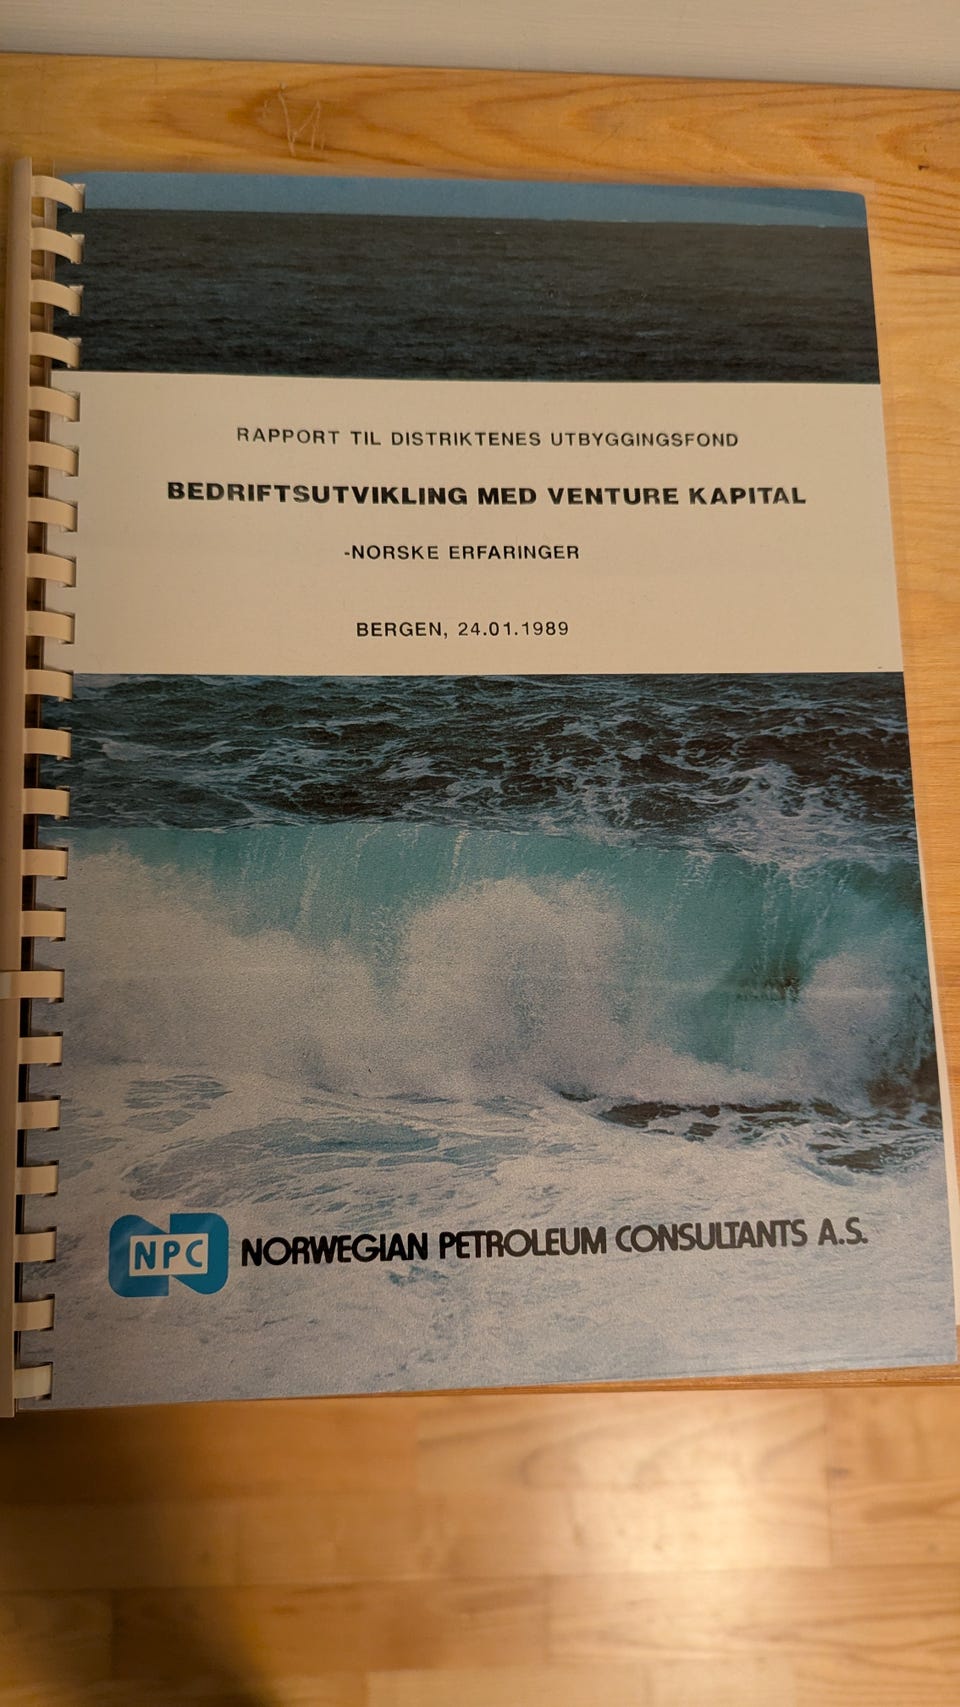 RAPPORT TIL DISTRIKTENES UTBYGGINGSFOND
BEDRIFTSUTVIKLING MED VENTURE KAPITAL
-NORSKE ERFARINGER
BERGEN, 24.01.1989
NPC NORWEGIAN PETROLEUM CONSULTANTS A.S.